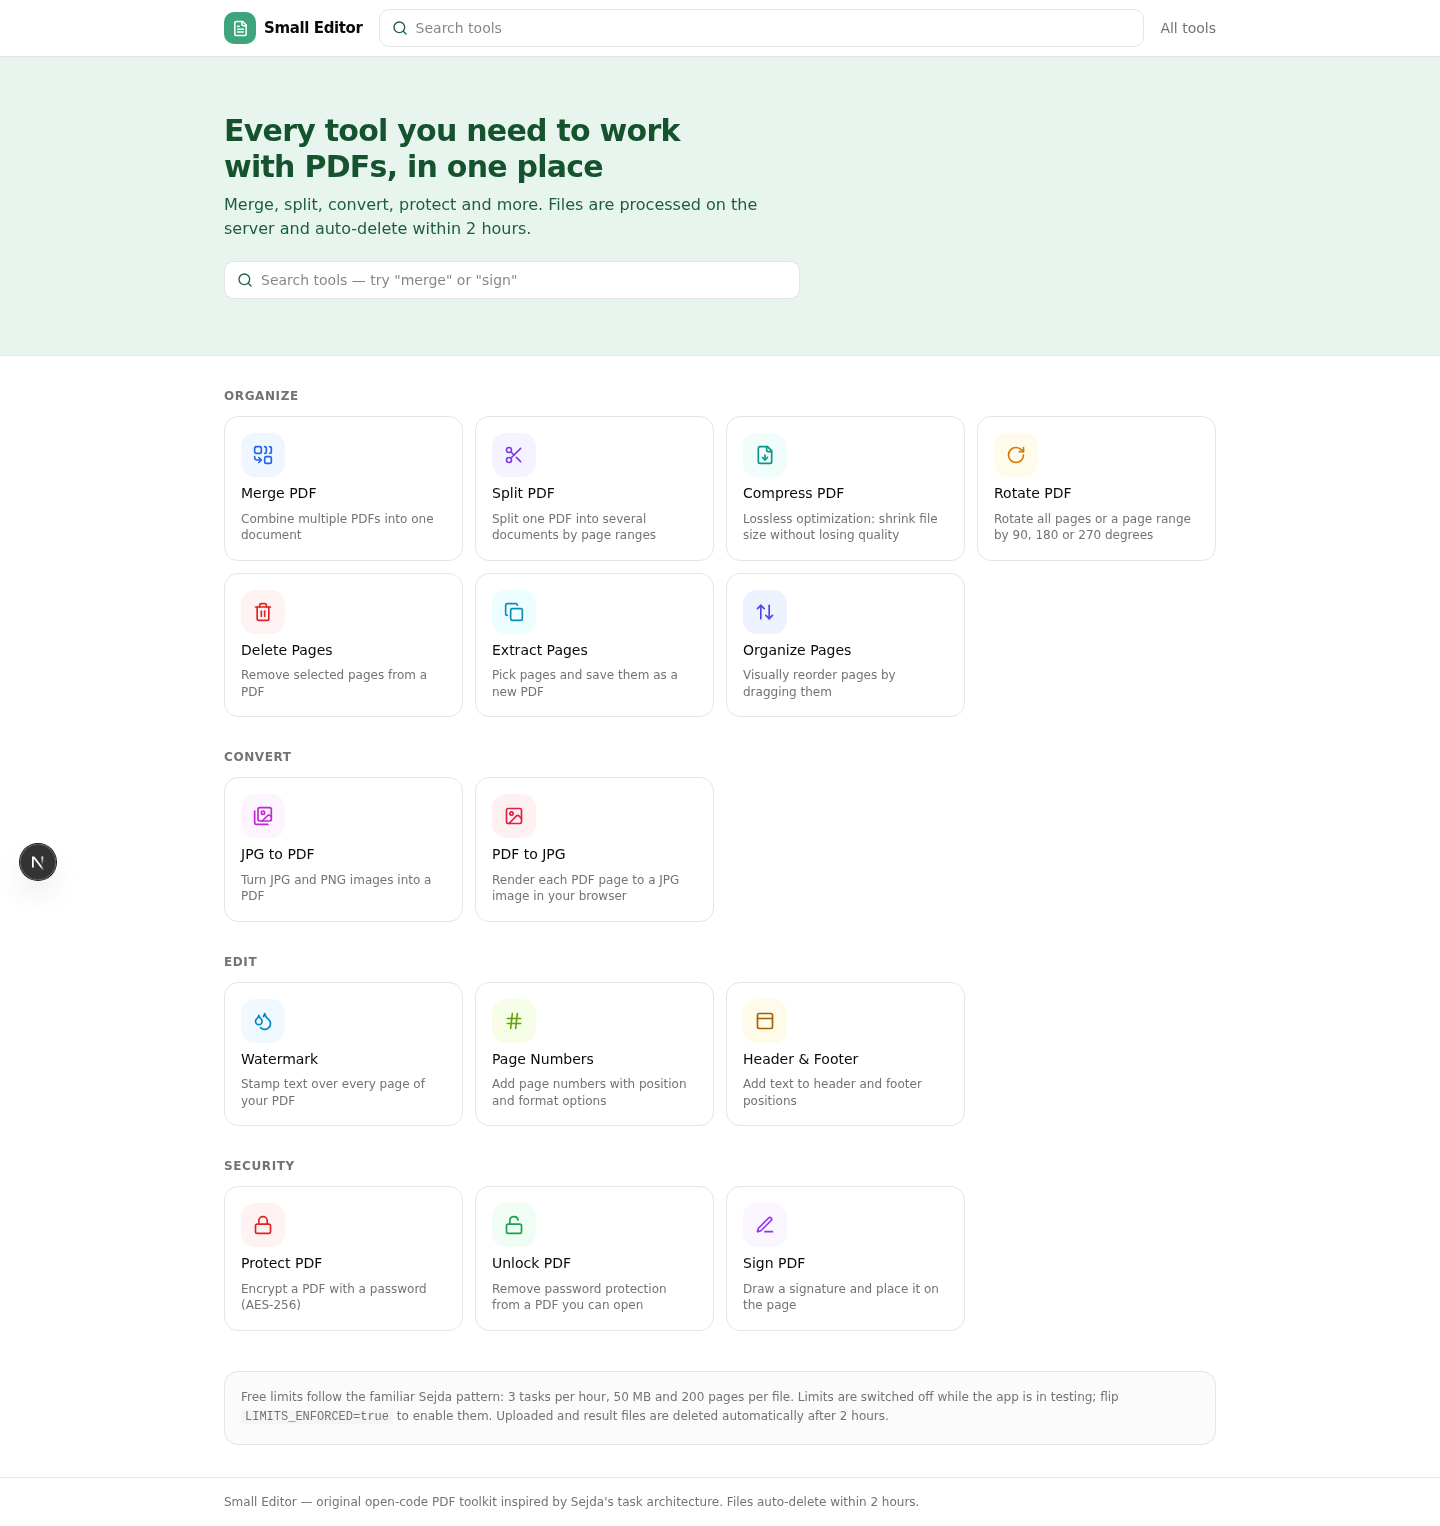 Small Editor
Search tools
All tools
Every tool you need to work
with PDFs, in one place
Merge, split, convert, protect and more. Files are processed on the
server and auto-delete within 2 hours.
Search tools — try "merge" or "sign"
ORGANIZE
Merge PDF
Combine multiple PDFs into one
document
Split PDF
Split one PDF into several
documents by page ranges
Compress PDF
Lossless optimization: shrink file
size without losing quality
Rotate PDF
Rotate all pages or a page range
by 90, 180 or 270 degrees
Delete Pages
Remove selected pages from a
PDF
Extract Pages
Pick pages and save them as a
new PDF
Organize Pages
Visually reorder pages by
dragging them
CONVERT
JPG to PDF
Turn JPG and PNG images into a
PDF
PDF to JPG
Render each PDF page to a JPG
image in your browser
N
EDIT
Watermark
Stamp text over every page of
your PDF
Page Numbers
Add page numbers with position
and format options
Header & Footer
Add text to header and footer
positions
SECURITY
Protect PDF
Encrypt a PDF with a password
(AES-256)
Unlock PDF
Remove password protection
from a PDF you can open
Sign PDF
Draw a signature and place it on
the page
Free limits follow the familiar Sejda pattern: 3 tasks per hour, 50 MB and 200 pages per file. Limits are switched off while the app is in testing; flip
LIMITS_ENFORCED=true to enable them. Uploaded and result files are deleted automatically after 2 hours.
Small Editor — original open-code PDF toolkit inspired by Sejda's task architecture. Files auto-delete within 2 hours.